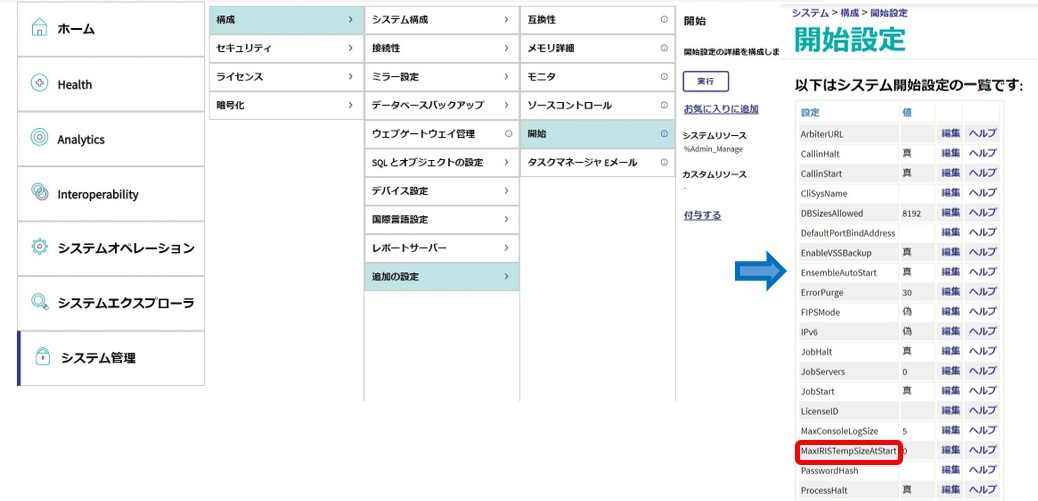 ホーム
Health
Analytics
Interoperability
システムオペレーション
システムエクスプローラ
システム管理
構成
セキュリティ
ライセンス
暗号化
システム構成
接続性
ミラー設定
データベースバックアップ
ウェブゲートウェイ管理
SQL とオブジェクトの設定
デバイス設定
国際言語設定
レポートサーバー
追加の設定
互換性
メモリ詳細
モニタ
ソースコントロール
開始
タスクマネージャ Eメール
開始
開始設定の詳細を構成しま
実行
お気に入りに追加
システムリソース
%Admin_Manage
カスタムリソース
-
付与する
システム > 構成 > 開始設定
開始設定
以下はシステム開始設定の一覧です:
設定 値
ArbiterURL 編集 ヘルプ
CallinHalt 真 編集 ヘルプ
CallinStart 真 編集 ヘルプ
CliSysName 編集 ヘルプ
DBSizesAllowed 8192 編集 ヘルプ
DefaultPortBindAddress 編集 ヘルプ
EnableVSSBackup 真 編集 ヘルプ
EnsembleAutoStart 真 編集 ヘルプ
ErrorPurge 30 編集 ヘルプ
FIPSMode 偽 編集 ヘルプ
IPv6 偽 編集 ヘルプ
JobHalt 真 編集 ヘルプ
JobServers 0 編集 ヘルプ
JobStart 真 編集 ヘルプ
LicenseID 編集 ヘルプ
MaxConsoleLogSize 5 編集 ヘルプ
MaxIRISTempSizeAtStart 0 編集 ヘルプ
PasswordHash 編集 ヘルプ
ProcessHalt 真 編集 ヘルプ